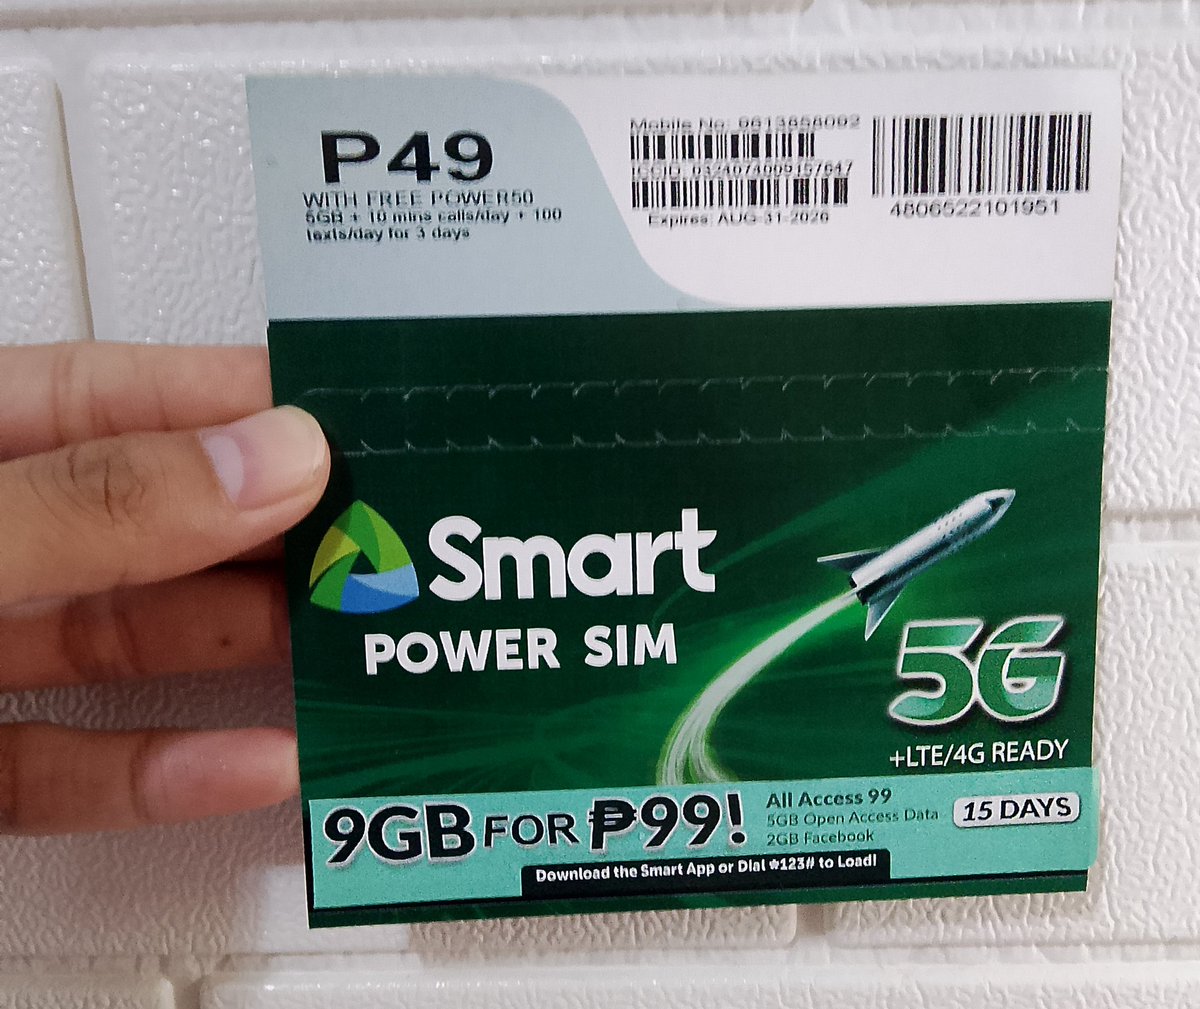 P49
WITH FREE POWER50
5GB + 10 mins calls/day + 100
texts/day for 3 days
Mobile No:
ICCID
Expires: AUG-31-2026
4806522101951
Smart
POWER SIM
5G
+LTE/4G READY
9GB FOR ₱99!
All Access 99
5GB Open Access Data
2GB Facebook
15 DAYS
Download the Smart App or Dial *123# to Load!